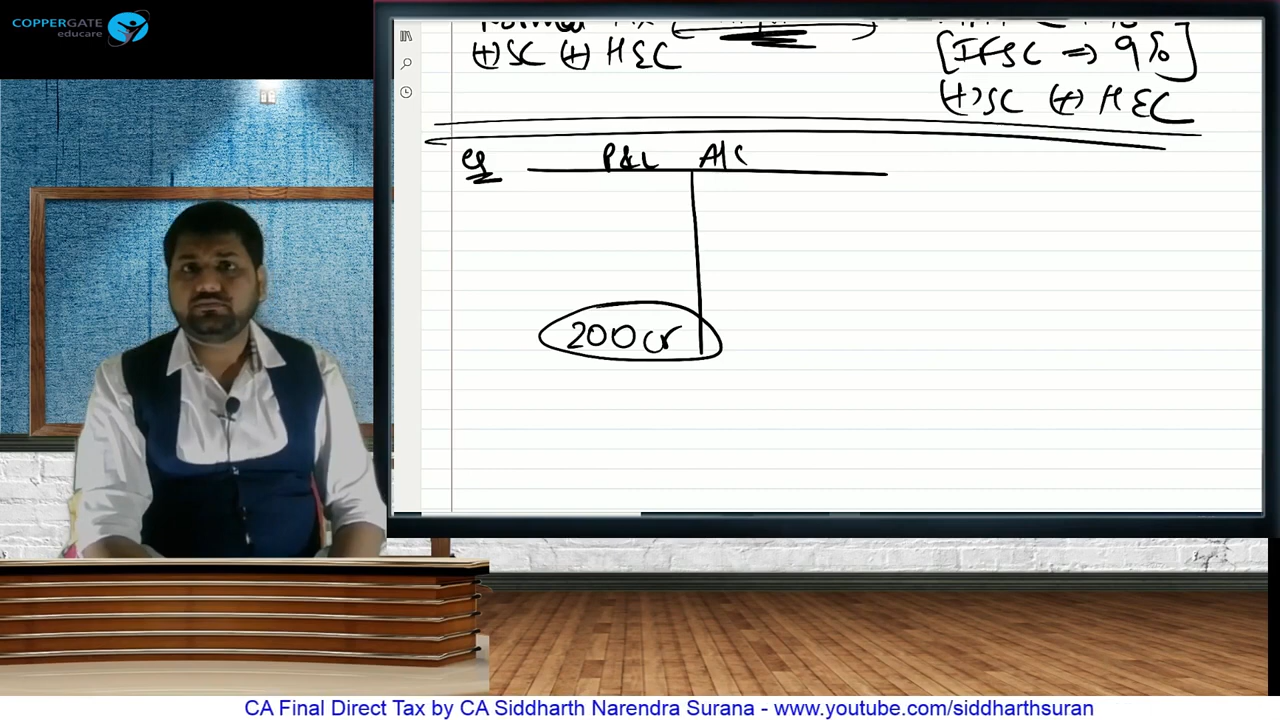 COPPERGATE
educare
(+) SC (+) HEC
[IFSC ⇒ 9%]
(+) SC (+) HEC
eg
P&L A/C
200 cr
CA Final Direct Tax by CA Siddharth Narendra Surana - www.youtube.com/siddharthsuran